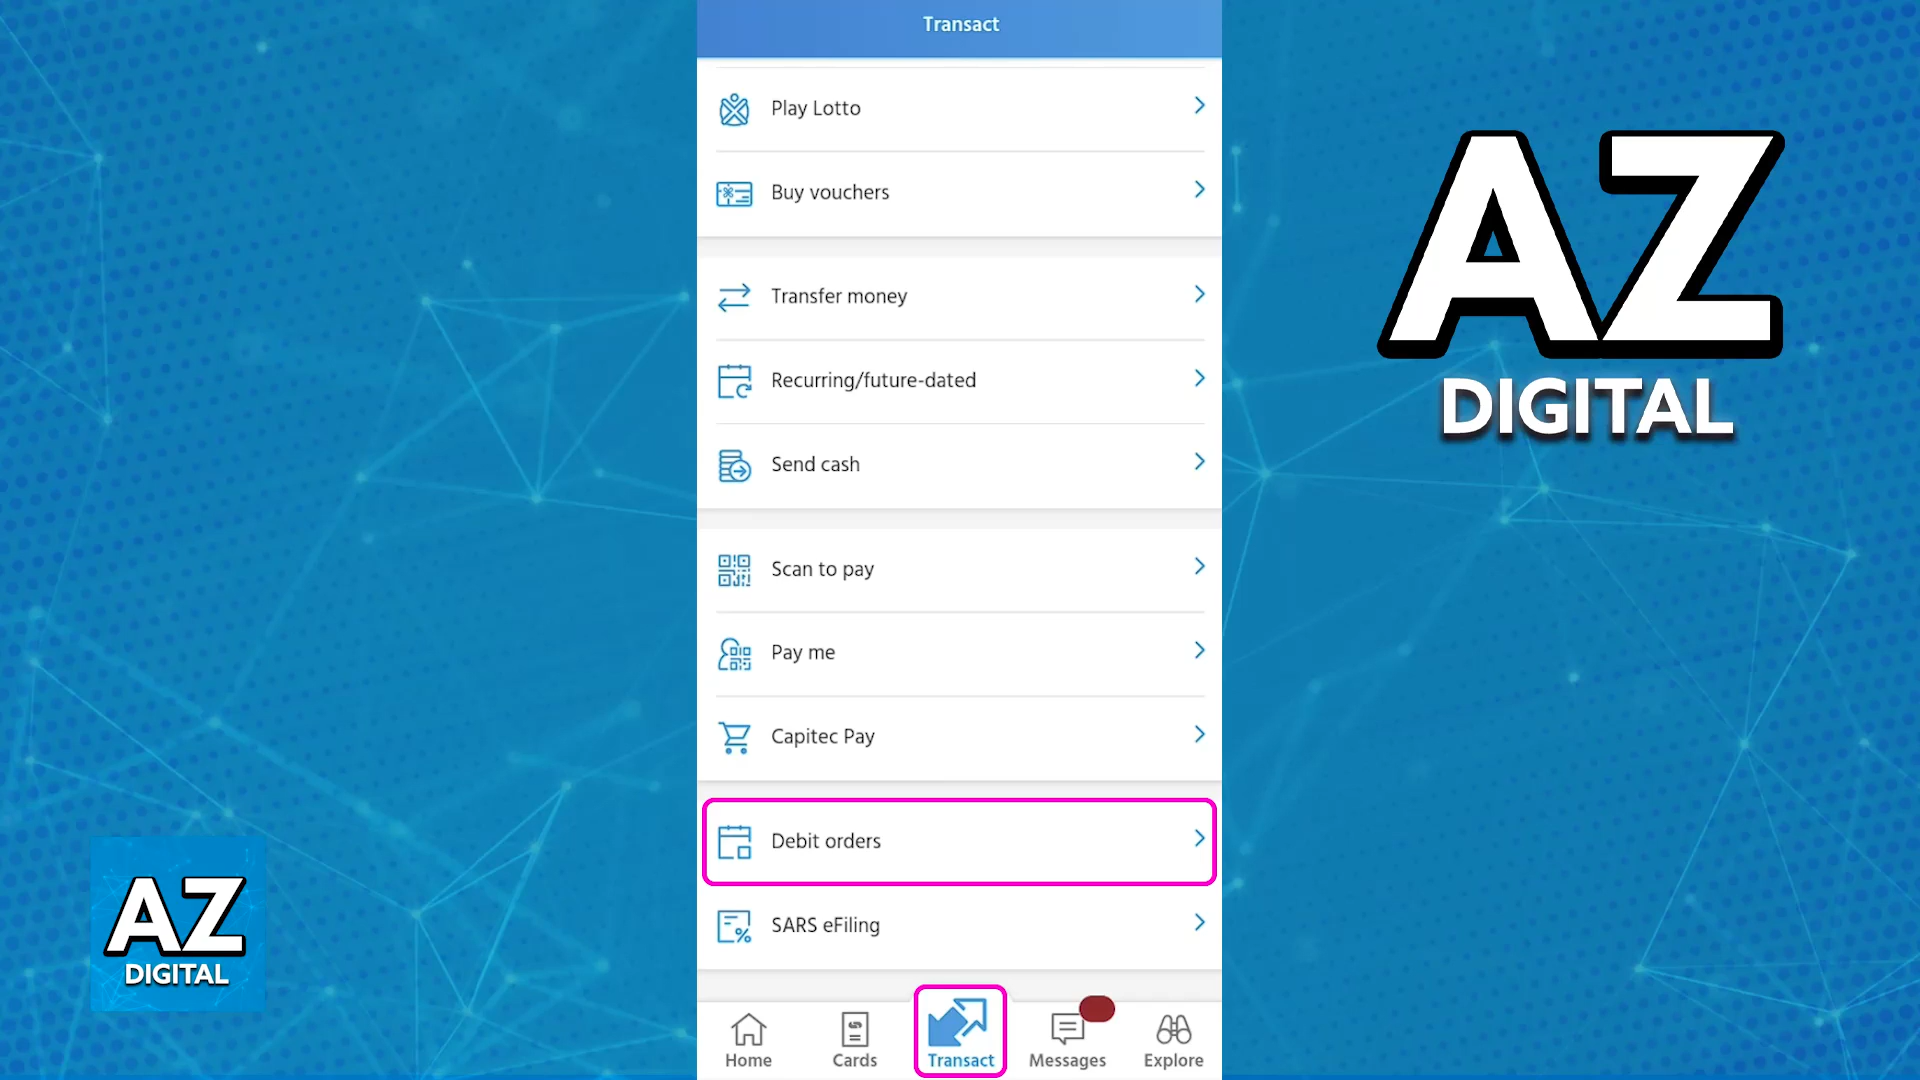 Transact
Play Lotto
Buy vouchers
Transfer money
Recurring/future-dated
Send cash
Scan to pay
Pay me
Capitec Pay
Debit orders
SARS eFiling
Home
Cards
Transact
Messages
Explore
AZ
DIGITAL
AZ
DIGITAL